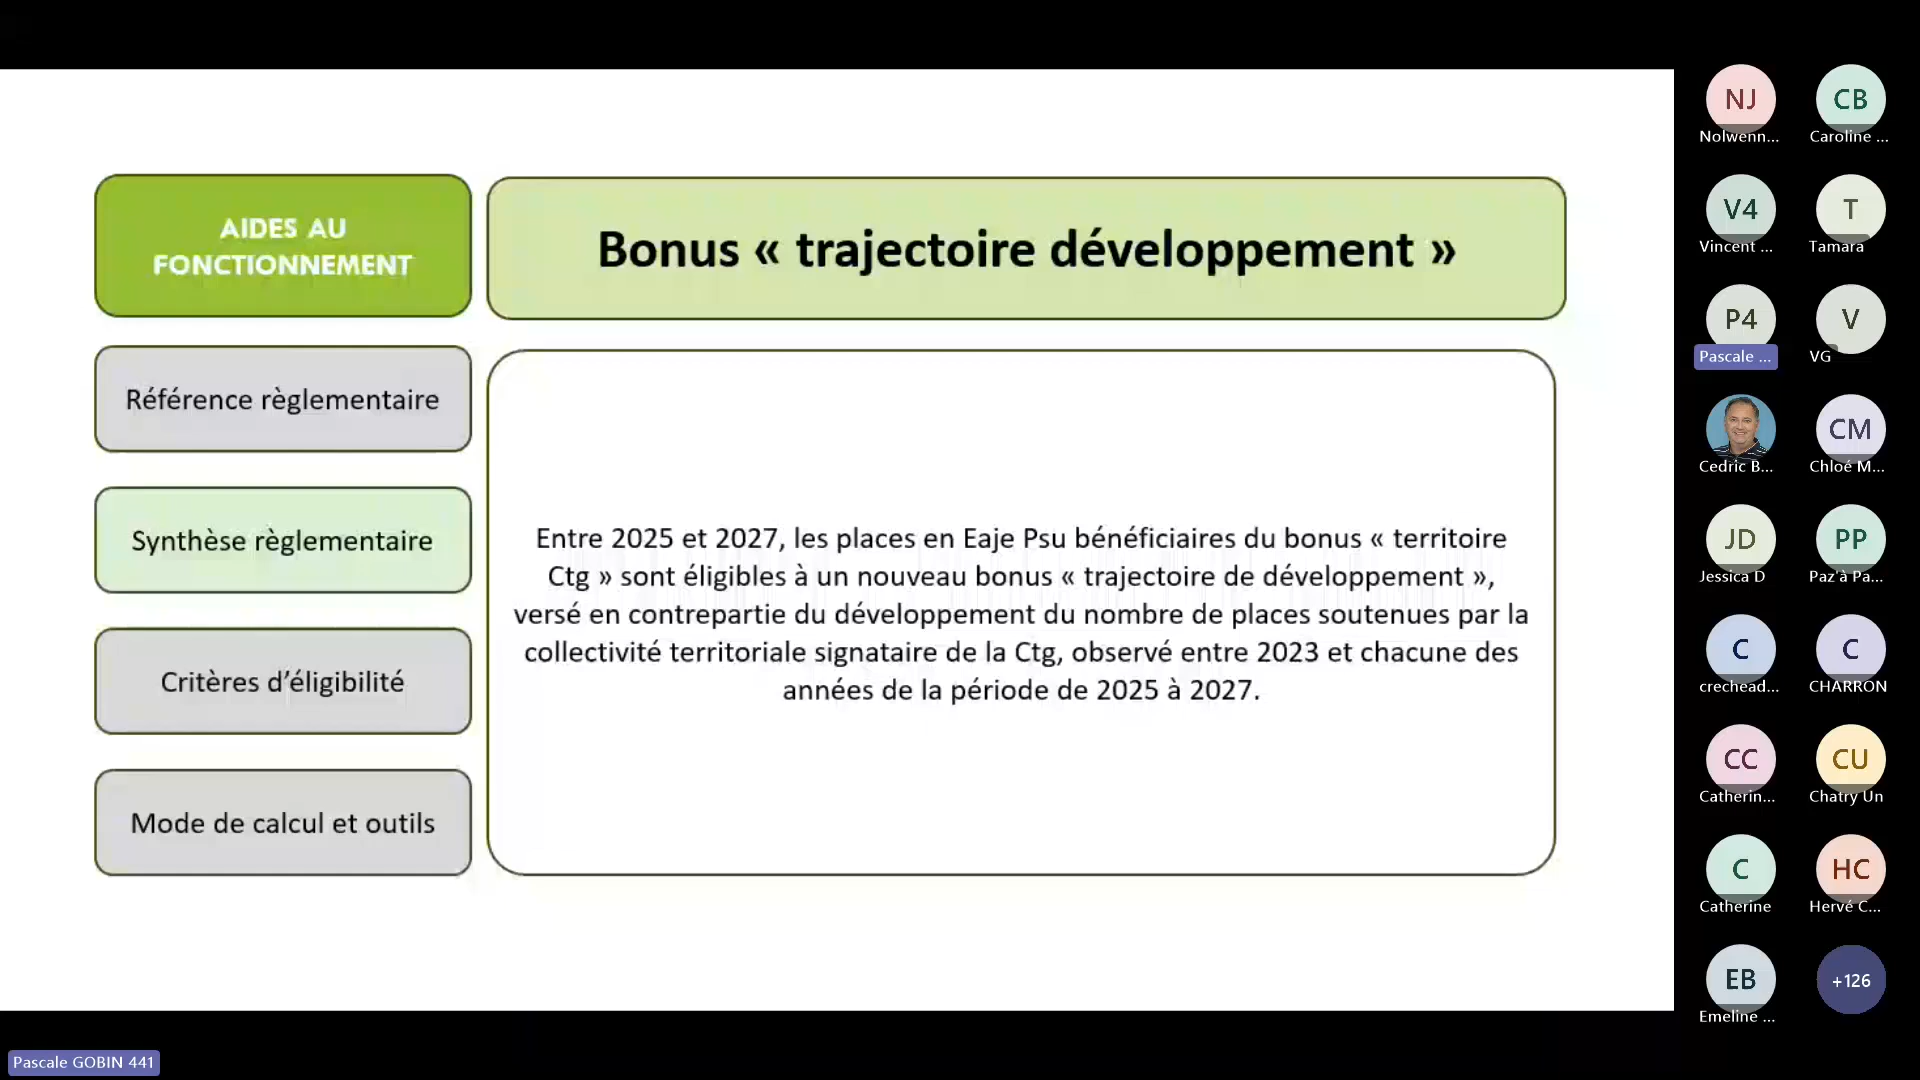 AIDES AU
FONCTIONNEMENT
Bonus « trajectoire développement »
Référence règlementaire
Synthèse règlementaire
Critères d'éligibilité
Mode de calcul et outils
Entre 2025 et 2027, les places en Eaje Psu bénéficiaires du bonus « territoire
Ctg » sont éligibles à un nouveau bonus « trajectoire de développement »,
versé en contrepartie du développement du nombre de places soutenues par la
collectivité territoriale signataire de la Ctg, observé entre 2023 et chacune des
années de la période de 2025 à 2027.
NJ
Nolwenn...
CB
Caroline ...
V4
Vincent ...
T
Tamara
P4
Pascale ...
V
VG
Cedric B...
CM
Chloé M...
JD
Jessica D
PP
Paz'à Pa...
C
crechead...
C
CHARRON
CC
Catherin...
CU
Chatry Un
C
Catherine
HC
Hervé C...
EB
Emeline ...
+126
Pascale GOBIN 441